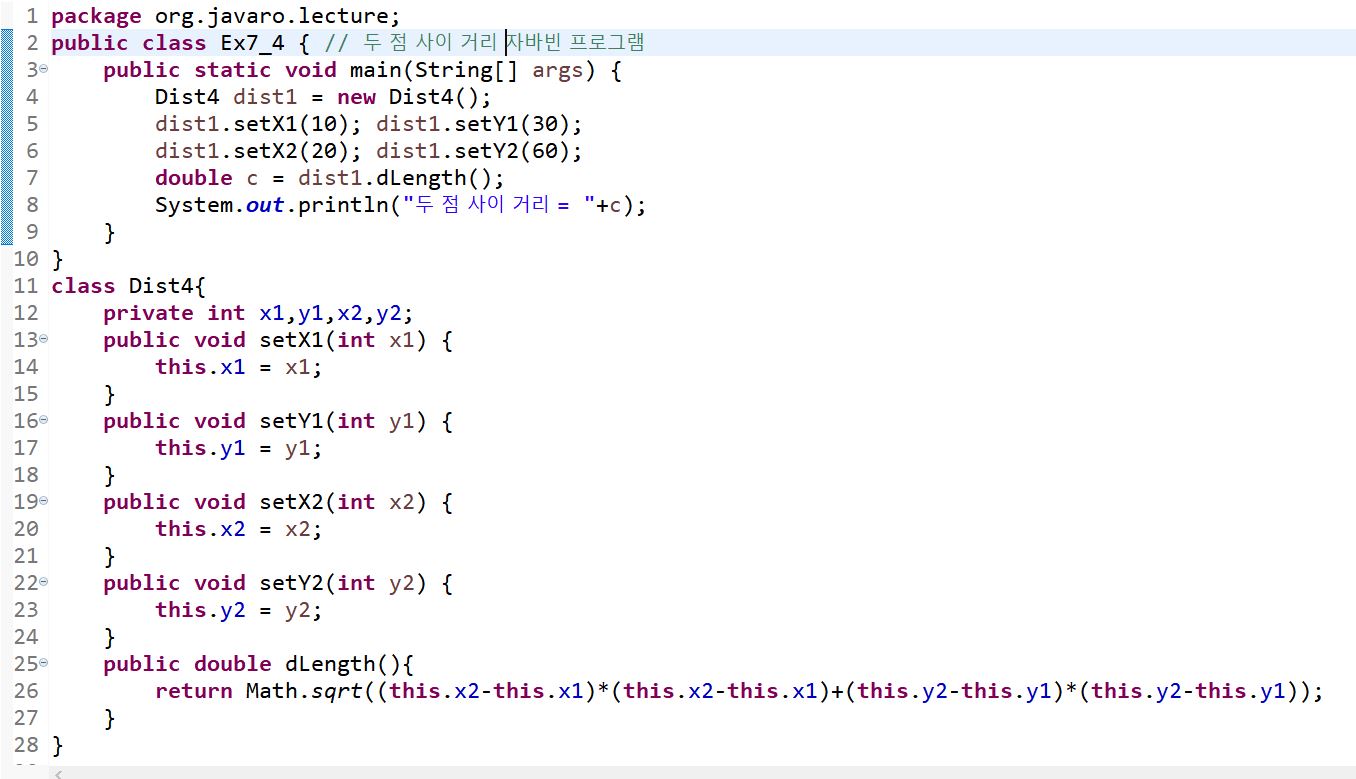 1 package org.javaro.lecture;
2 public class Ex7_4 { // 두 점 사이 거리 자바빈 프로그램
3 public static void main(String[] args) {
4 Dist4 dist1 = new Dist4();
5 dist1.setX1(10); dist1.setY1(30);
6 dist1.setX2(20); dist1.setY2(60);
7 double c = dist1.dLength();
8 System.out.println("두 점 사이 거리 = "+c);
9 }
10 }
11 class Dist4{
12 private int x1,y1,x2,y2;
13 public void setX1(int x1) {
14 this.x1 = x1;
15 }
16 public void setY1(int y1) {
17 this.y1 = y1;
18 }
19 public void setX2(int x2) {
20 this.x2 = x2;
21 }
22 public void setY2(int y2) {
23 this.y2 = y2;
24 }
25 public double dLength(){
26 return Math.sqrt((this.x2-this.x1)*(this.x2-this.x1)+(this.y2-this.y1)*(this.y2-this.y1));
27 }
28 }